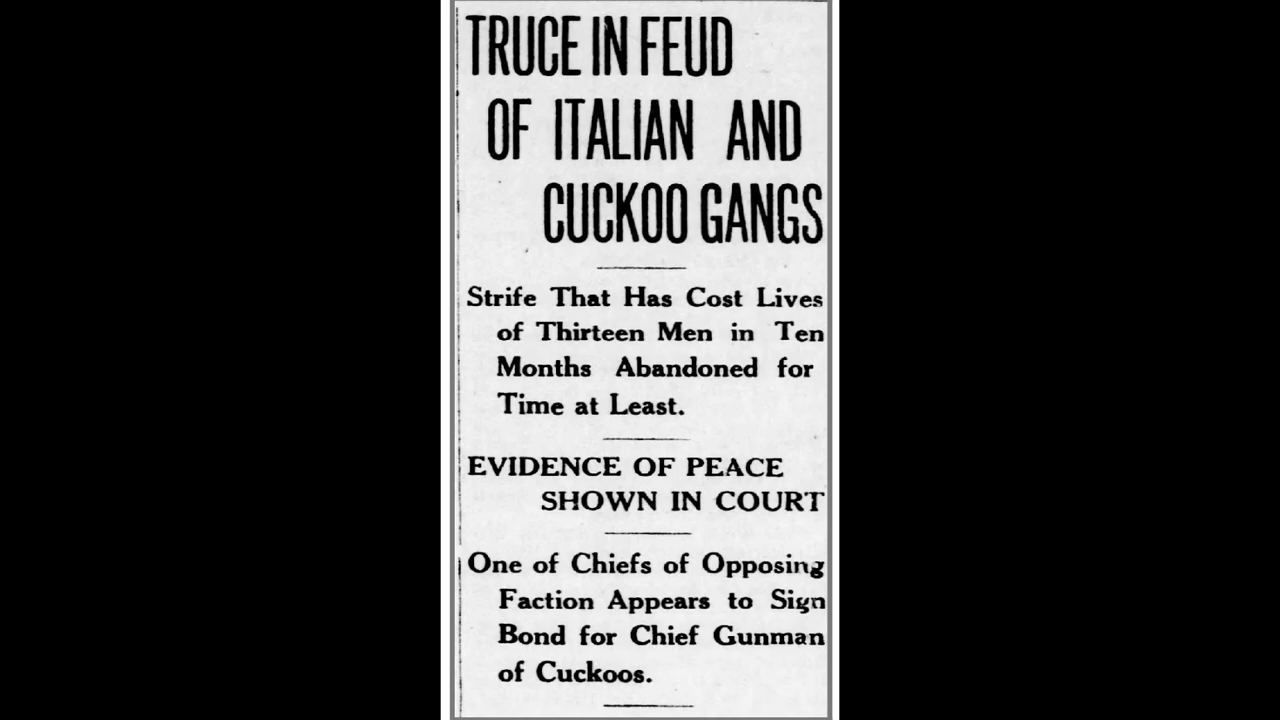 TRUCE IN FEUD
OF ITALIAN AND
CUCKOO GANGS
Strife That Has Cost Lives
of Thirteen Men in Ten
Months Abandoned for
Time at Least.
EVIDENCE OF PEACE
SHOWN IN COURT
One of Chiefs of Opposing
Faction Appears to Sign
Bond for Chief Gunman
of Cuckoos.